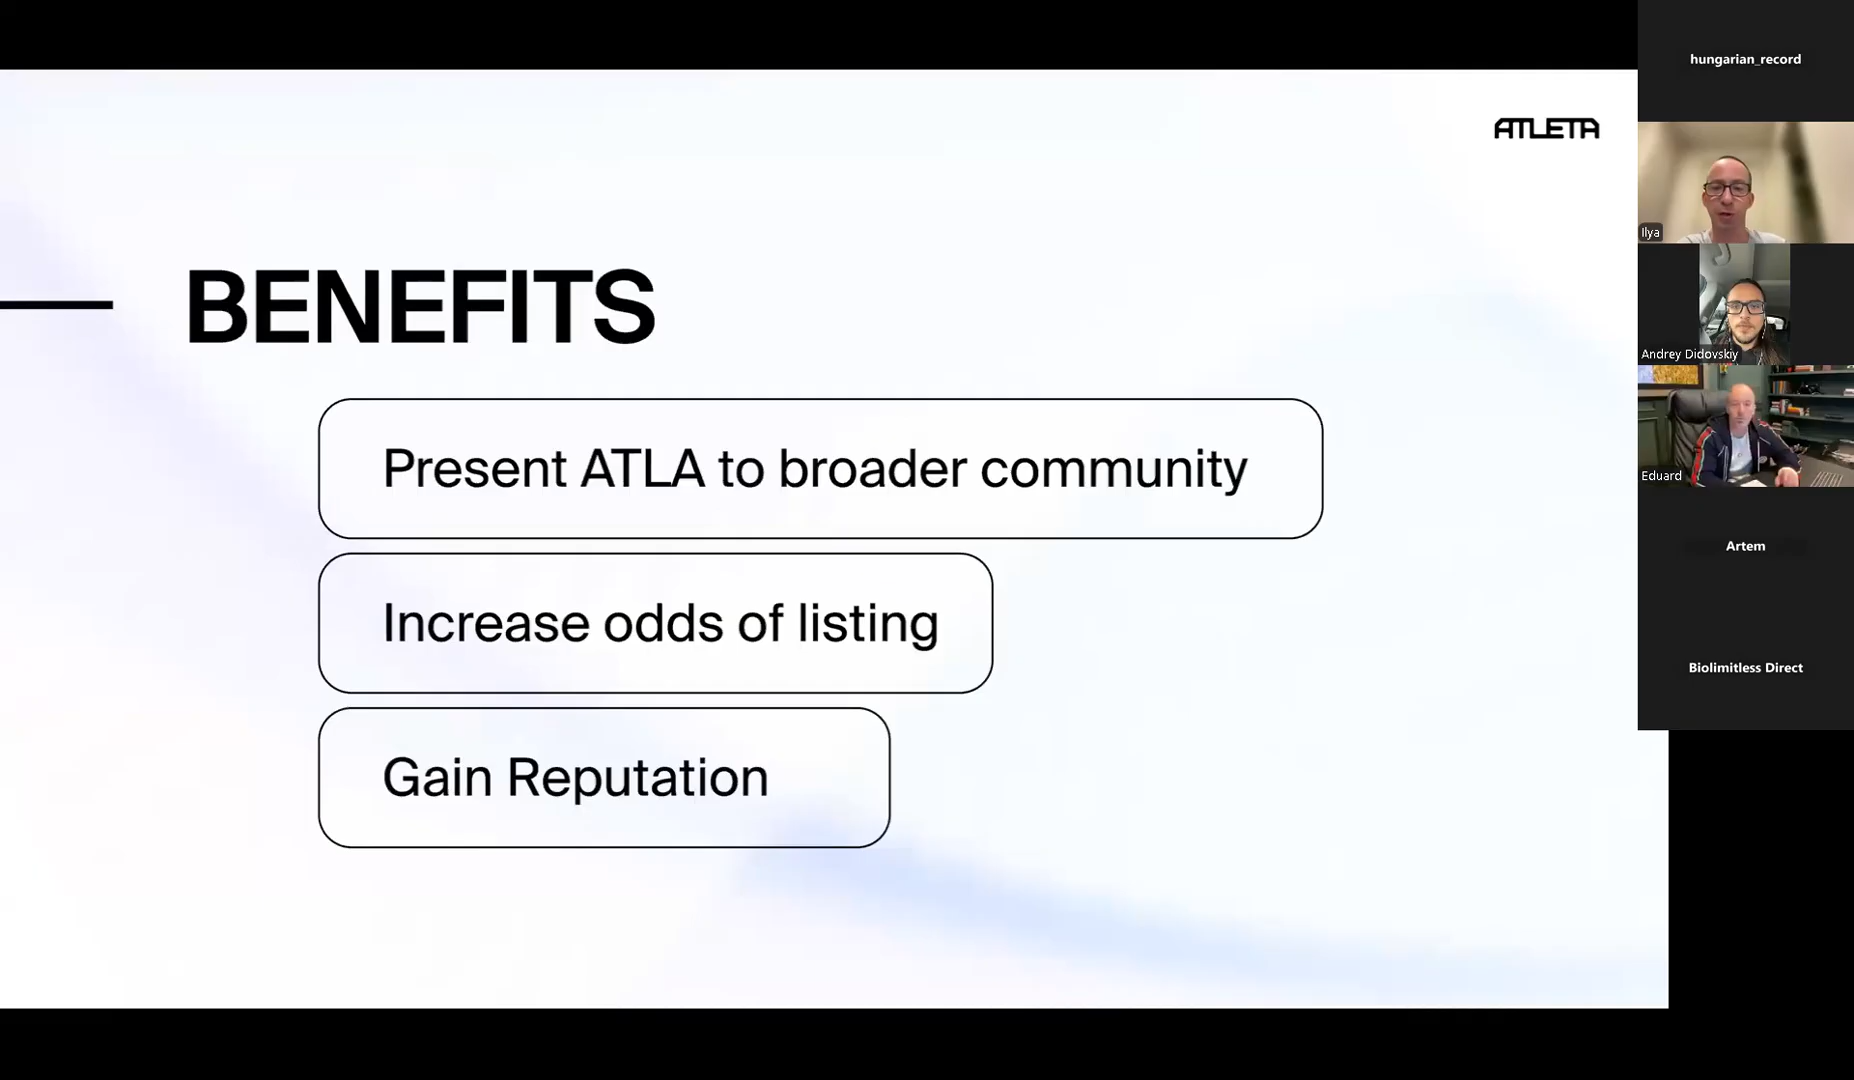 ATLETA
BENEFITS
Present ATLA to broader community
Increase odds of listing
Gain Reputation
hungarian_record
Ilya
Andrey Didovskiy
Eduard
Artem
Biolimitless Direct